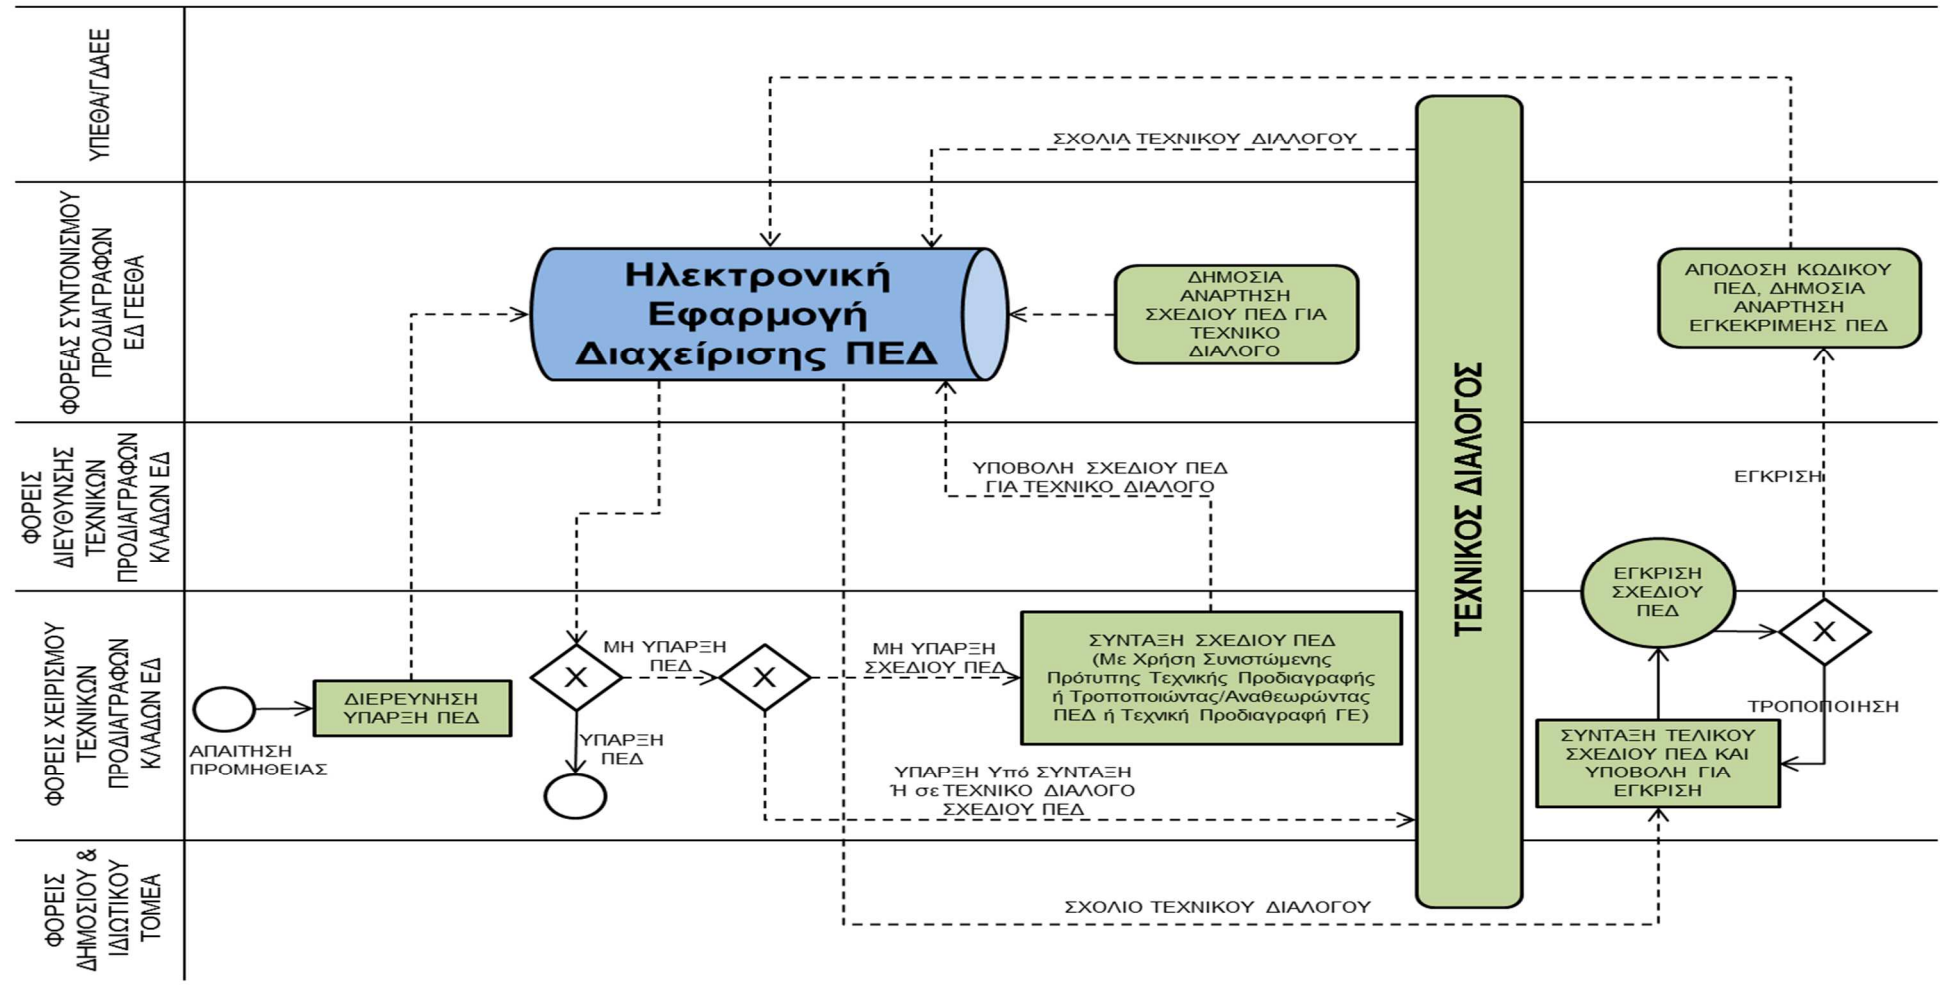 ΥΠΕΘΑ/ΓΔΑΕΕ
ΣΧΟΛΙΑ ΤΕΧΝΙΚΟΥ ΔΙΑΛΟΓΟΥ
ΦΟΡΕΑΣ ΣΥΝΤΟΝΙΣΜΟΥ
ΠΡΟΔΙΑΓΡΑΦΩΝ
ΕΔ ΓΕΕΘΑ
Ηλεκτρονική
Εφαρμογή
Διαχείρισης ΠΕΔ
ΔΗΜΟΣΙΑ
ΑΝΑΡΤΗΣΗ
ΣΧΕΔΙΟΥ ΠΕΔ ΓΙΑ
ΤΕΧΝΙΚΟ
ΔΙΑΛΟΓΟ
ΑΠΟΔΟΣΗ ΚΩΔΙΚΟΥ
ΠΕΔ, ΔΗΜΟΣΙΑ
ΑΝΑΡΤΗΣΗ
ΕΓΚΕΚΡΙΜΕΗΣ ΠΕΔ
ΤΕΧΝΙΚΟΣ ΔΙΑΛΟΓΟΣ
ΦΟΡΕΙΣ
ΔΙΕΥΘΥΝΣΗΣ
ΤΕΧΝΙΚΩΝ
ΠΡΟΔΙΑΓΡΑΦΩΝ
ΚΛΑΔΩΝ ΕΔ
ΥΠΟΒΟΛΗ ΣΧΕΔΙΟΥ ΠΕΔ
ΓΙΑ ΤΕΧΝΙΚΟ ΔΙΑΛΟΓΟ
ΕΓΚΡΙΣΗ
ΕΓΚΡΙΣΗ
ΣΧΕΔΙΟΥ
ΠΕΔ
ΦΟΡΕΙΣ ΧΕΙΡΙΣΜΟΥ
ΤΕΧΝΙΚΩΝ
ΠΡΟΔΙΑΓΡΑΦΩΝ
ΚΛΑΔΩΝ ΕΔ
ΑΠΑΙΤΗΣΗ
ΠΡΟΜΗΘΕΙΑΣ
ΔΙΕΡΕΥΝΗΣΗ
ΥΠΑΡΞΗ ΠΕΔ
X
ΜΗ ΥΠΑΡΞΗ
ΠΕΔ
ΥΠΑΡΞΗ
ΠΕΔ
X
ΜΗ ΥΠΑΡΞΗ
ΣΧΕΔΙΟΥ ΠΕΔ
ΣΥΝΤΑΞΗ ΣΧΕΔΙΟΥ ΠΕΔ
(Με Χρήση Συνιστώμενης
Πρότυπης Τεχνικής Προδιαγραφής
ή Τροποποιώντας/Αναθεωρώντας
ΠΕΔ ή Τεχνική Προδιαγραφή ΓΕ)
ΥΠΑΡΞΗ Υπό ΣΥΝΤΑΞΗ
Ή σε ΤΕΧΝΙΚΟ ΔΙΑΛΟΓΟ
ΣΧΕΔΙΟΥ ΠΕΔ
X
ΤΡΟΠΟΠΟΙΗΣΗ
ΣΥΝΤΑΞΗ ΤΕΛΙΚΟΥ
ΣΧΕΔΙΟΥ ΠΕΔ ΚΑΙ
ΥΠΟΒΟΛΗ ΓΙΑ
ΕΓΚΡΙΣΗ
ΦΟΡΕΙΣ
ΔΗΜΟΣΙΟΥ &
ΙΔΙΩΤΙΚΟΥ
ΤΟΜΕΑ
ΣΧΟΛΙΟ ΤΕΧΝΙΚΟΥ ΔΙΑΛΟΓΟΥ